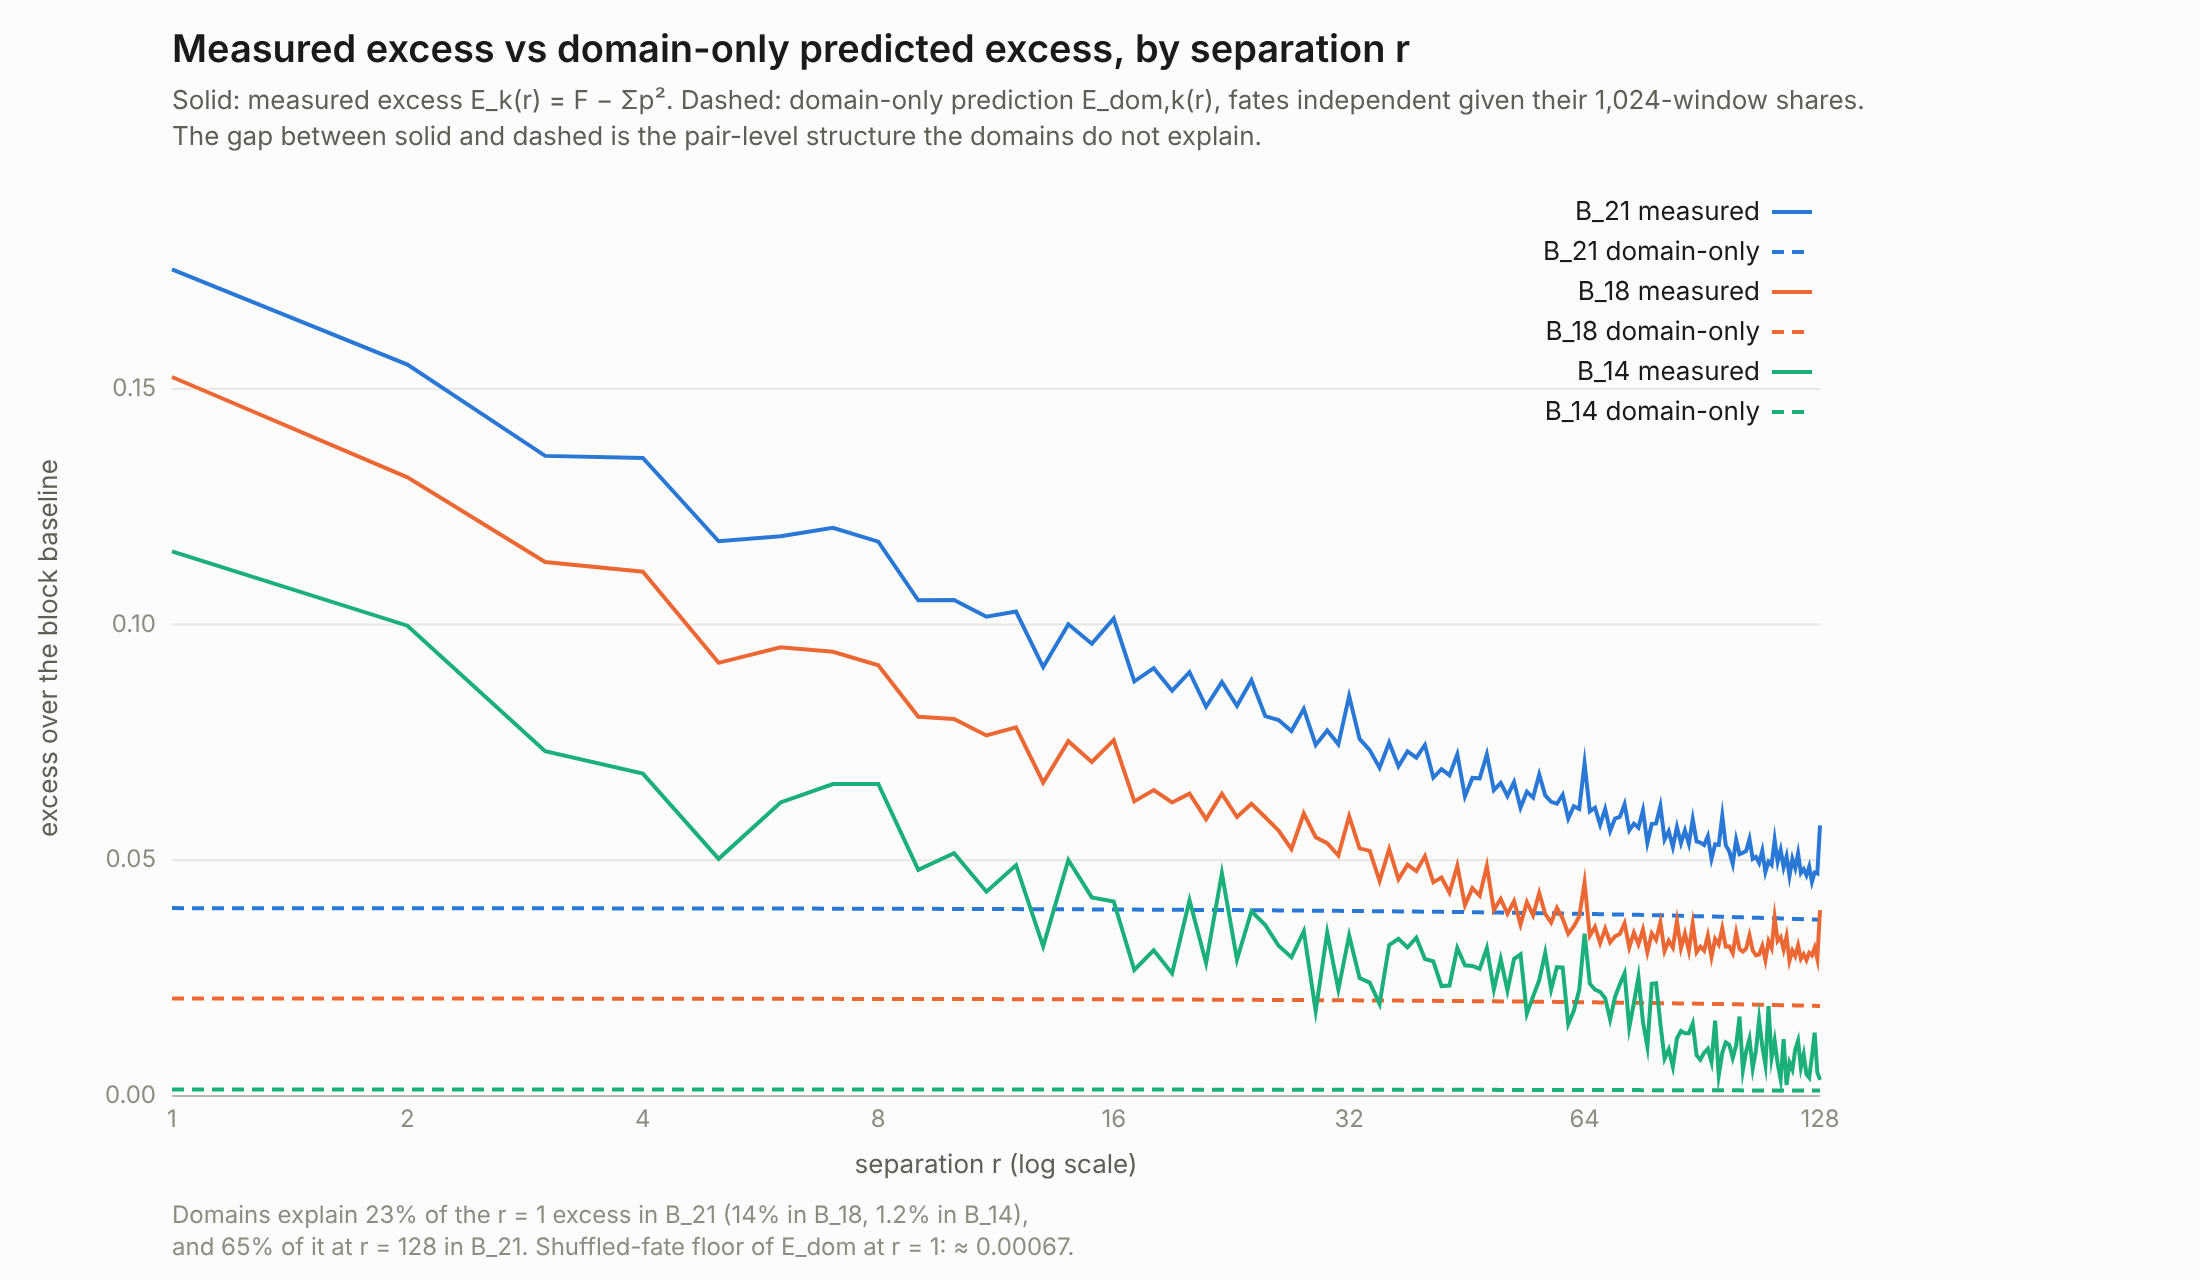 Measured excess vs domain-only predicted excess, by separation r
Solid: measured excess E_k(r) = F − Σp². Dashed: domain-only prediction E_dom,k(r), fates independent given their 1,024-window shares.
The gap between solid and dashed is the pair-level structure the domains do not explain.
B_21 measured
B_21 domain-only
B_18 measured
B_18 domain-only
B_14 measured
B_14 domain-only
excess over the block baseline
0.15
0.10
0.05
0.00
1 2 4 8 16 32 64 128
separation r (log scale)
Domains explain 23% of the r = 1 excess in B_21 (14% in B_18, 1.2% in B_14),
and 65% of it at r = 128 in B_21. Shuffled-fate floor of E_dom at r = 1: ≈ 0.00067.